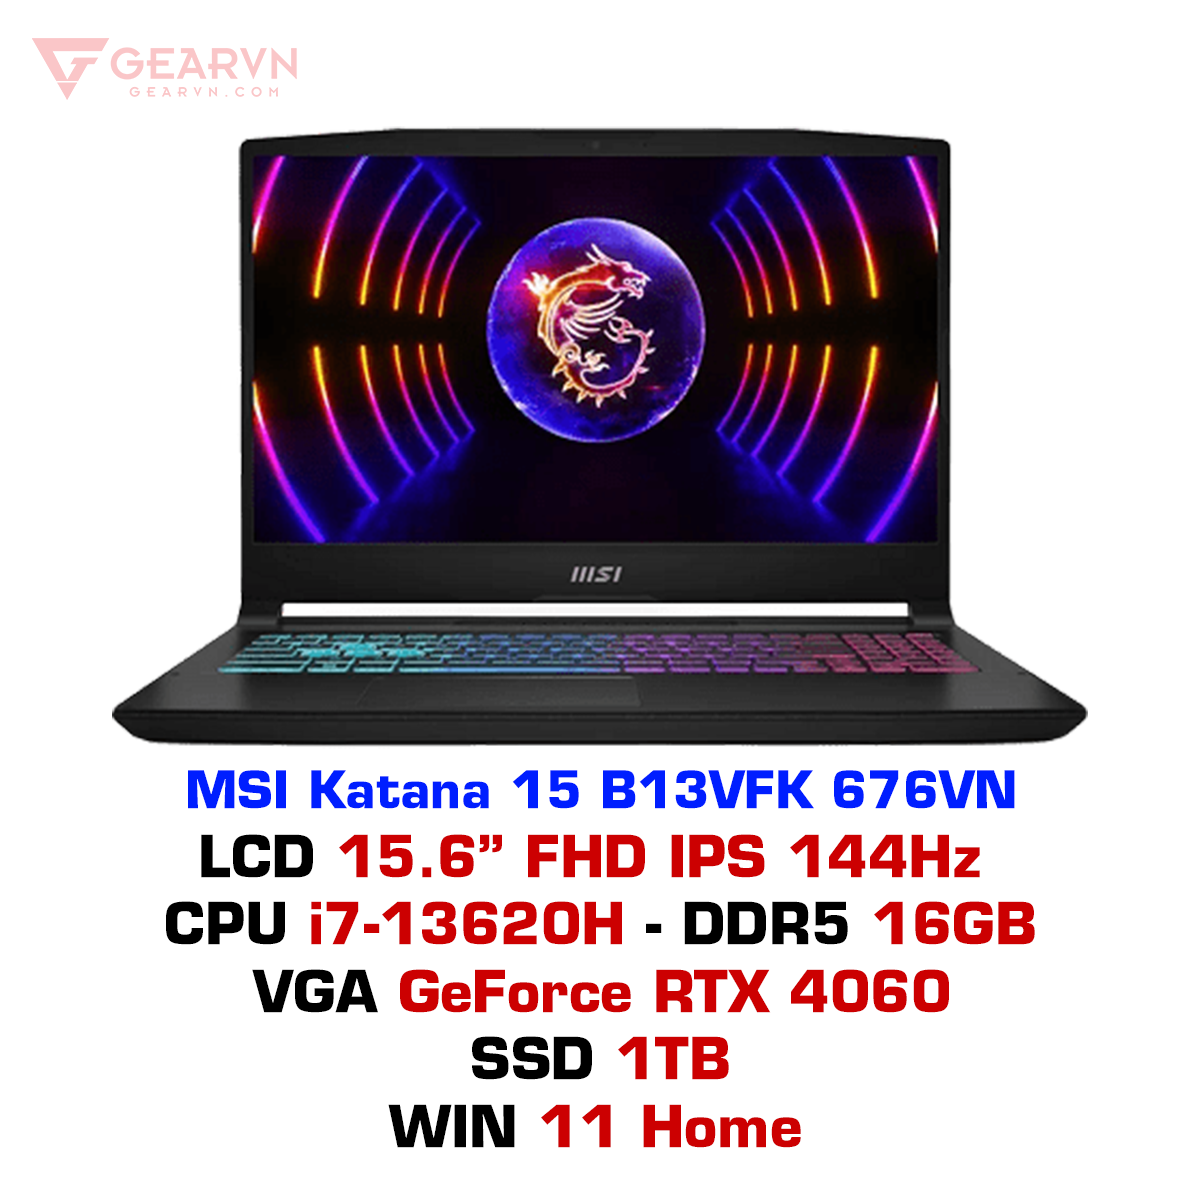 GEARVN
GEARVN.COM
msi
MSI Katana 15 B13VFK 676VN
LCD 15.6” FHD IPS 144Hz
CPU i7-13620H - DDR5 16GB
VGA GeForce RTX 4060
SSD 1TB
WIN 11 Home